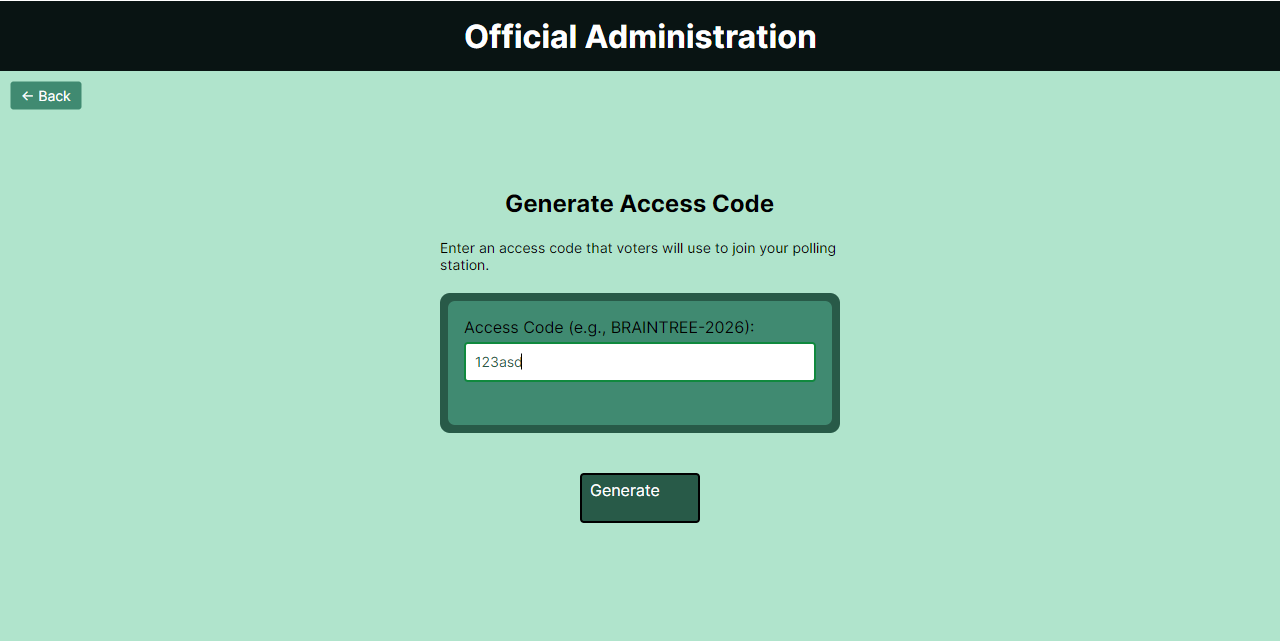 Official Administration
← Back
Generate Access Code
Enter an access code that voters will use to join your polling
station.
Access Code (e.g., BRAINTREE-2026):
123asd
Generate